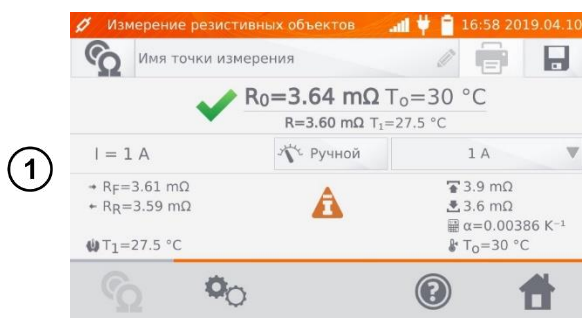 Измерение резистивных объектов 16:58 2019.04.10
Имя точки измерения
R0=3.64 mΩ To=30 °C
R=3.60 mΩ T1=27.5 °C
1
I = 1 A Ручной 1 A
RF=3.61 mΩ 3.9 mΩ
RR=3.59 mΩ 3.6 mΩ
α=0.00386 K⁻¹
T1=27.5 °C To=30 °C